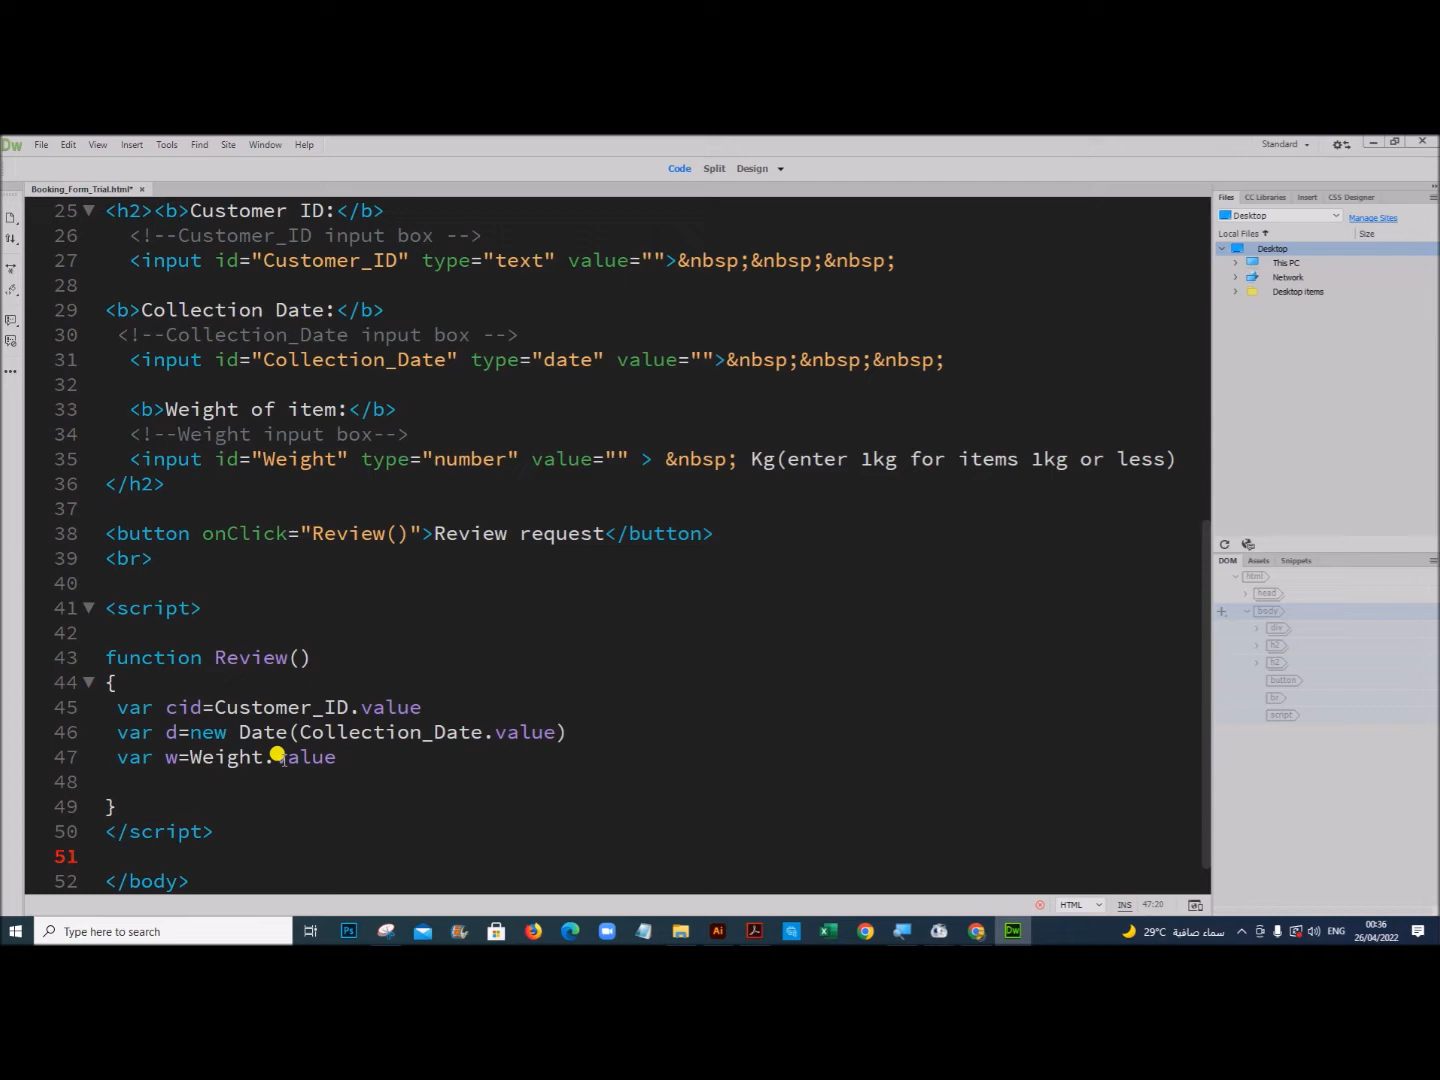 Dw File Edit View Insert Tools Find Site Window Help Standard
Code Split Design
Booking_Form_Trial.html* ×
25 <h2><b>Customer ID:</b>
26 <!--Customer_ID input box -->
27 <input id="Customer_ID" type="text" value="">&nbsp;&nbsp;&nbsp;
28
29 <b>Collection Date:</b>
30 <!--Collection_Date input box -->
31 <input id="Collection_Date" type="date" value="">&nbsp;&nbsp;&nbsp;
32
33 <b>Weight of item:</b>
34 <!--Weight input box-->
35 <input id="Weight" type="number" value="" > &nbsp; Kg(enter 1kg for items 1kg or less)
36 </h2>
37
38 <button onClick="Review()">Review request</button>
39 <br>
40
41 <script>
42
43 function Review()
44 {
45 var cid=Customer_ID.value
46 var d=new Date(Collection_Date.value)
47 var w=Weight.value
48
49 }
50 </script>
51
52 </body>
HTML INS 47:20
Files CC Libraries Insert CSS Designer
Desktop Manage Sites
Local Files Size
Desktop
This PC
Network
Desktop items
DOM Assets Snippets
html
head
body
div
h2
h2
button
br
script
Type here to search
Ps
Ai
Dw
29°C سماء صافية
ENG
00:36
26/04/2022